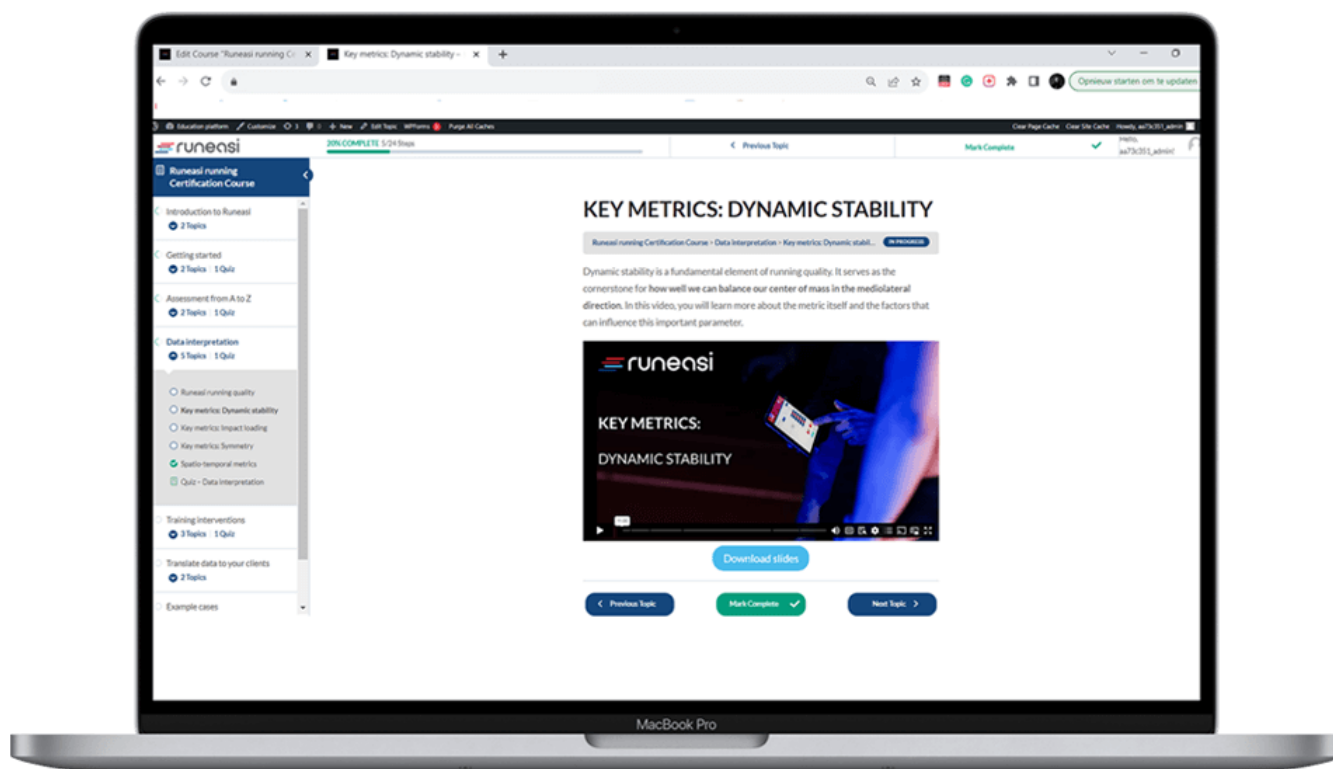 Edit Course "Runeasi running Ce
Key metrics: Dynamic stability -
Opnieuw starten om te updaten
Education platform
Customize
3
New
Edit Topic
WPForms
Purge All Caches
Clear Page Cache
Clear Site Cache
Howdy, aa73c351_admin
runeasi
20% COMPLETE 5/24 Steps
Previous Topic
Mark Complete
Hello,
aa73c351_admin!
Runeasi running
Certification Course
Introduction to Runeasi
2 Topics
Getting started
2 Topics | 1 Quiz
Assessment from A to Z
2 Topics | 1 Quiz
Data interpretation
5 Topics | 1 Quiz
Runeasi running quality
Key metrics: Dynamic stability
Key metrics: Impact loading
Key metrics: Symmetry
Spatio-temporal metrics
Quiz – Data interpretation
Training interventions
3 Topics | 1 Quiz
Translate data to your clients
2 Topics
Example cases
KEY METRICS: DYNAMIC STABILITY
Runeasi running Certification Course > Data interpretation > Key metrics: Dynamic stabil...
IN PROGRESS
Dynamic stability is a fundamental element of running quality. It serves as the
cornerstone for how well we can balance our center of mass in the mediolateral
direction. In this video, you will learn more about the metric itself and the factors that
can influence this important parameter.
runeasi
KEY METRICS:
DYNAMIC STABILITY
Download slides
Previous Topic
Mark Complete
Next Topic
MacBook Pro